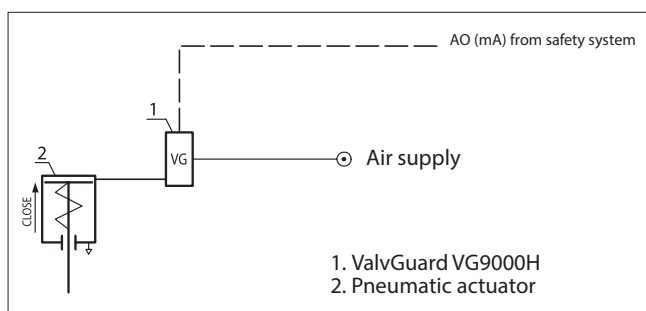 AO (mA) from safety system
1
VG
Air supply
2
CLOSE
1. ValvGuard VG9000H
2. Pneumatic actuator